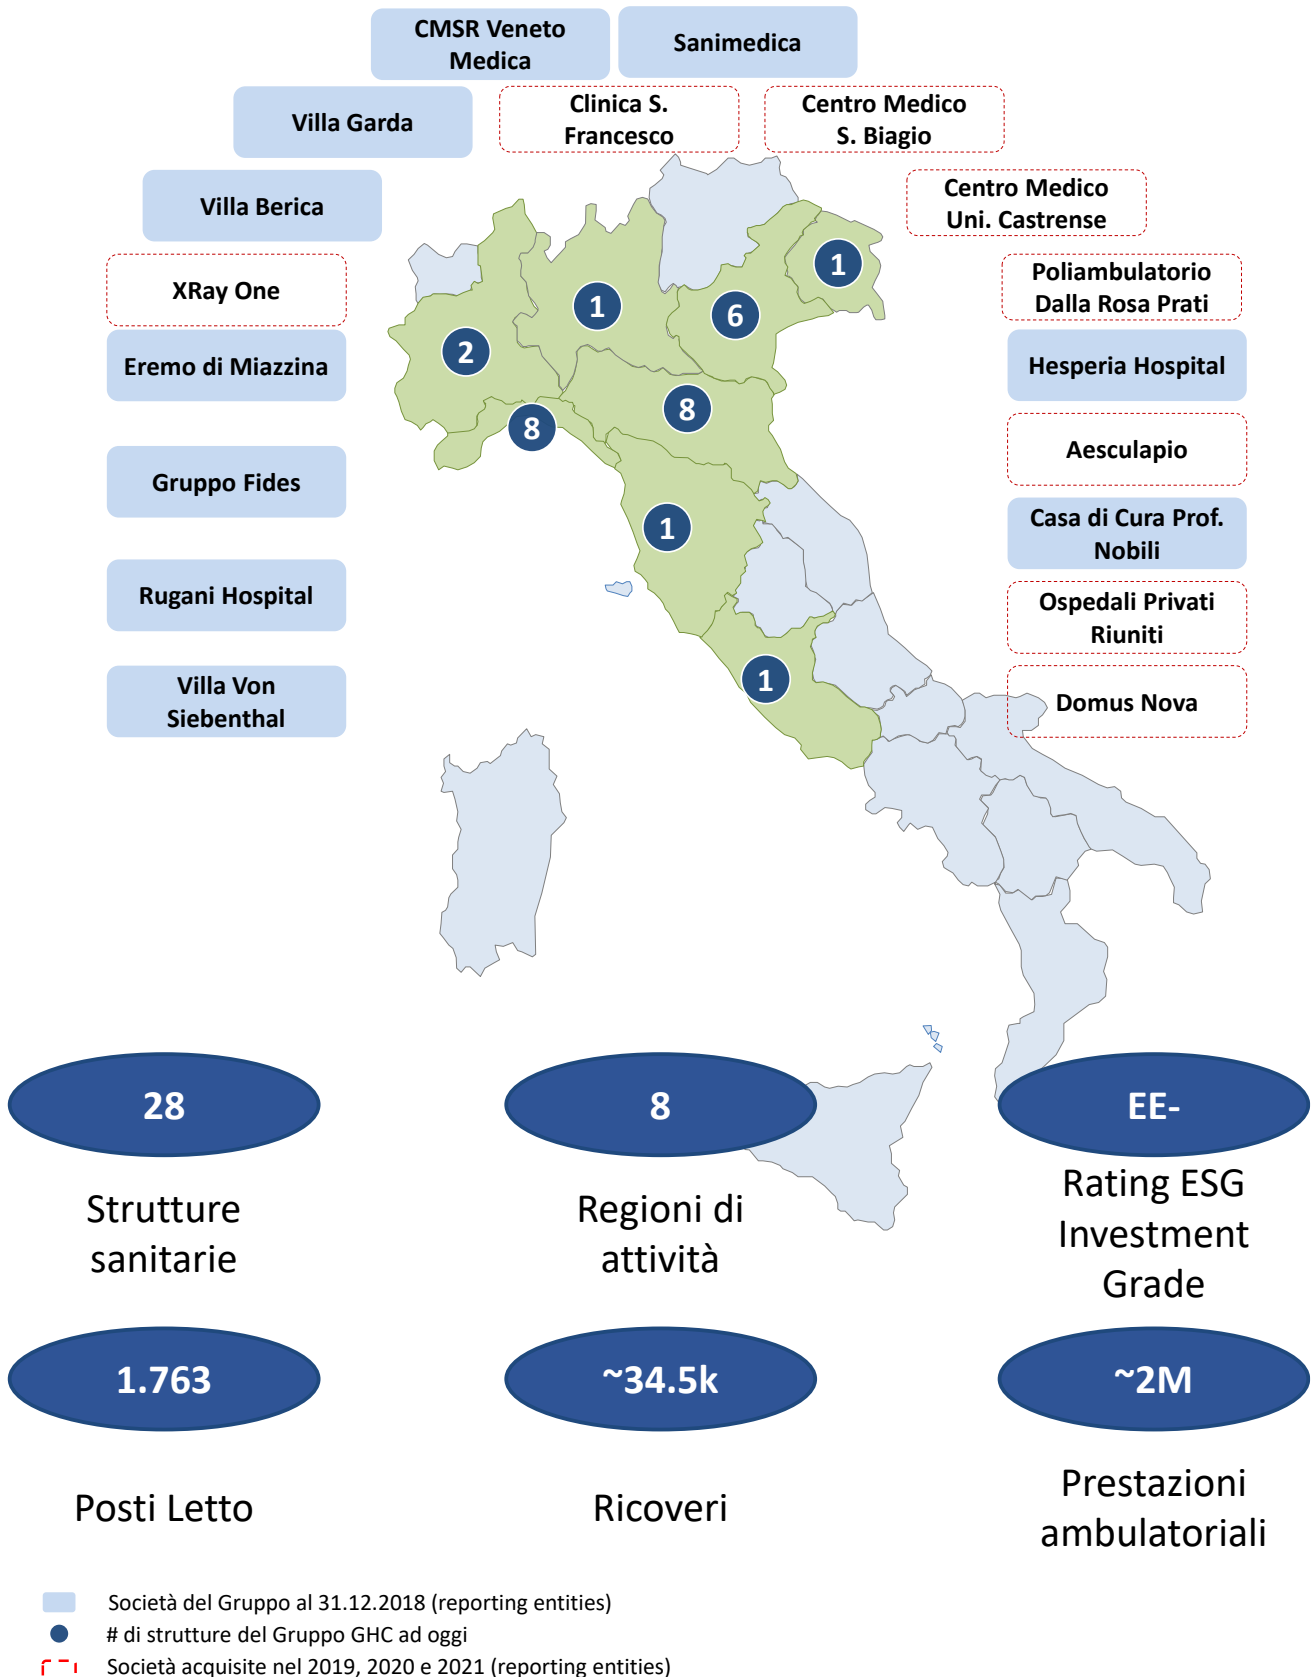 CMSR Veneto
Medica
Sanimedica
Villa Garda
Clinica S.
Francesco
Centro Medico
S. Biagio
Villa Berica
Centro Medico
Uni. Castrense
XRay One
Poliambulatorio
Dalla Rosa Prati
Eremo di Miazzina
Hesperia Hospital
Aesculapio
Gruppo Fides
Casa di Cura Prof.
Nobili
Rugani Hospital
Ospedali Privati
Riuniti
Villa Von
Siebenthal
Domus Nova
1
1
6
2
8
8
1
1
28
Strutture
sanitarie
8
Regioni di
attività
EE-
Rating ESG
Investment
Grade
1.763
Posti Letto
~34.5k
Ricoveri
~2M
Prestazioni
ambulatoriali
Società del Gruppo al 31.12.2018 (reporting entities)
# di strutture del Gruppo GHC ad oggi
Società acquisite nel 2019, 2020 e 2021 (reporting entities)